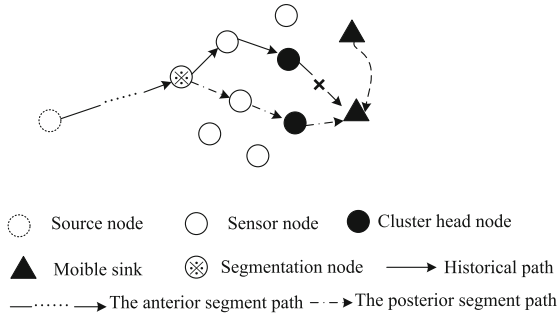 Source node Sensor node Cluster head node
Moible sink Segmentation node Historical path
The anterior segment path The posterior segment path